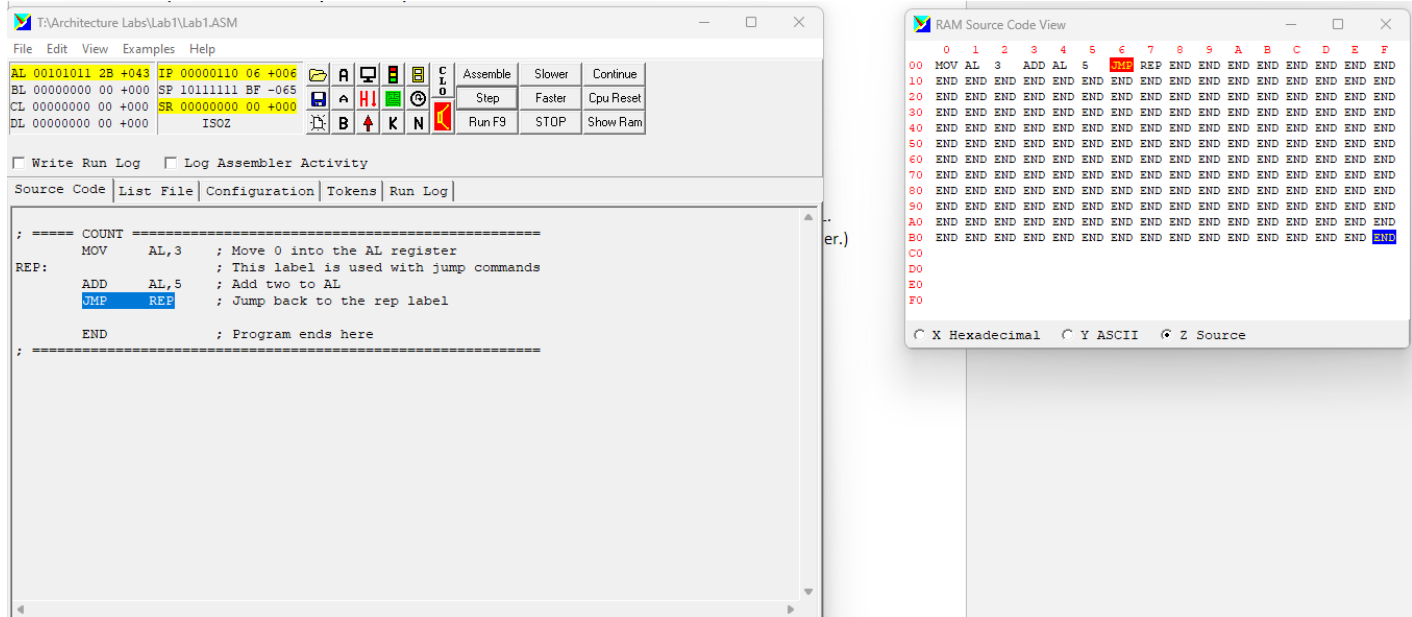 T:\Architecture Labs\Lab1\Lab1.ASM
File Edit View Examples Help
AL 00101011 2B +043 IP 00000110 06 +006
BL 00000000 00 +000 SP 10111111 BF -065
CL 00000000 00 +000 SR 00000000 00 +000
DL 00000000 00 +000 ISOZ
A H CLO Assemble Slower Continue
A Step Faster Cpu Reset
B K N Run F9 STOP Show Ram
Write Run Log Log Assembler Activity
Source Code List File Configuration Tokens Run Log
; ===== COUNT =================================================
MOV AL,3 ; Move 0 into the AL register
REP: ; This label is used with jump commands
ADD AL,5 ; Add two to AL
JMP REP ; Jump back to the rep label
END ; Program ends here
; =============================================================
er.)
RAM Source Code View
0 1 2 3 4 5 6 7 8 9 A B C D E F
00 MOV AL 3 ADD AL 5 JMP REP END END END END END END END END
10 END END END END END END END END END END END END END END END END
20 END END END END END END END END END END END END END END END END
30 END END END END END END END END END END END END END END END END
40 END END END END END END END END END END END END END END END END
50 END END END END END END END END END END END END END END END END
60 END END END END END END END END END END END END END END END END
70 END END END END END END END END END END END END END END END END
80 END END END END END END END END END END END END END END END END
90 END END END END END END END END END END END END END END END END
A0 END END END END END END END END END END END END END END END END
B0 END END END END END END END END END END END END END END END END
C0
D0
E0
F0
X Hexadecimal Y ASCII Z Source